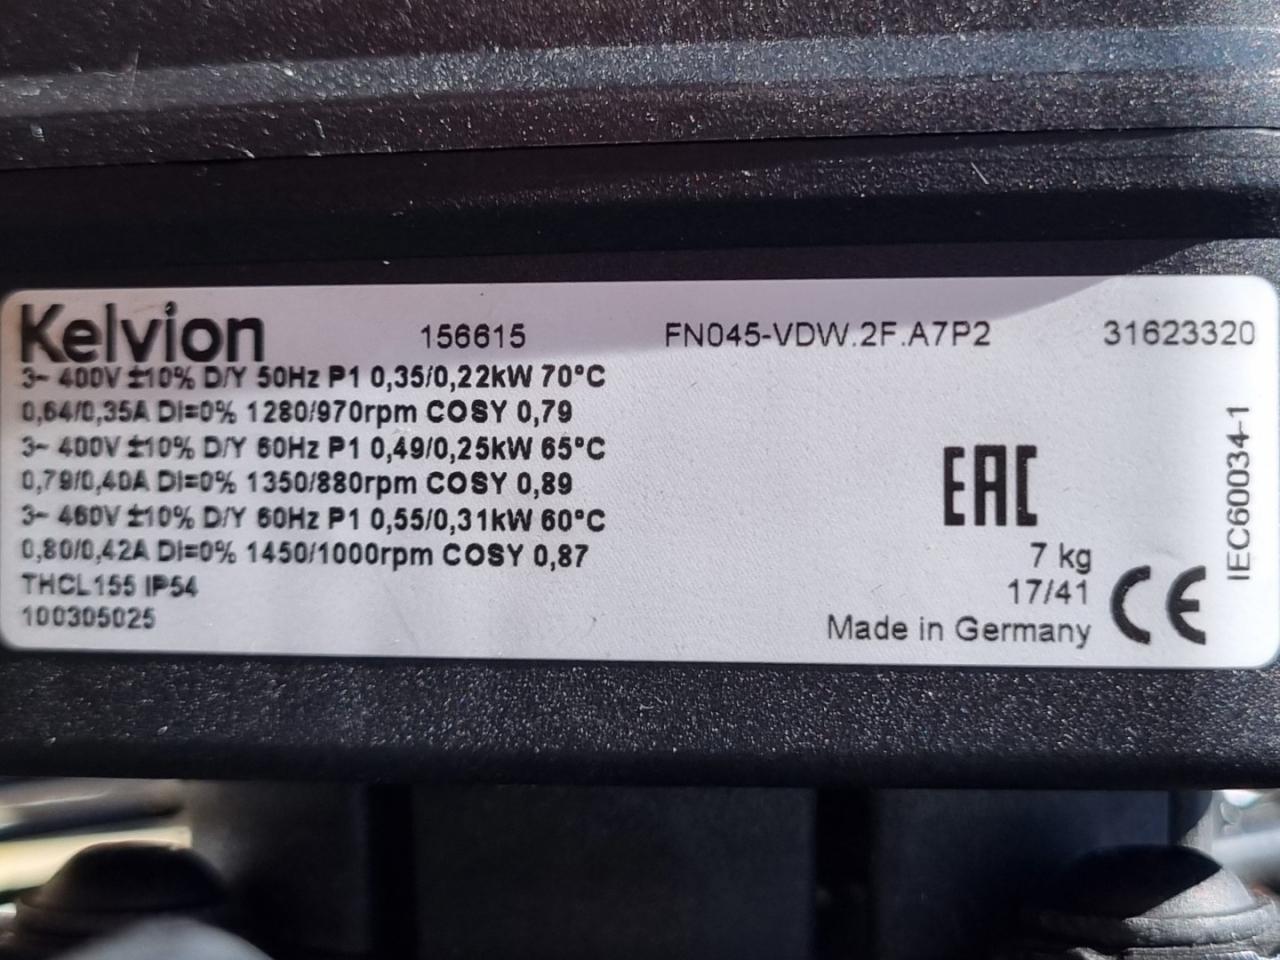 Kelvion 156615 FN045-VDW.2F.A7P2 31623320
3~ 400V ±10% D/Y 50Hz P1 0,35/0,22kW 70°C
0,64/0,35A DI=0% 1280/970rpm COSY 0,79
3~ 400V ±10% D/Y 60Hz P1 0,49/0,25kW 65°C
0,79/0,40A DI=0% 1350/880rpm COSY 0,89
3~ 460V ±10% D/Y 60Hz P1 0,55/0,31kW 60°C
0,80/0,42A DI=0% 1450/1000rpm COSY 0,87
THCL155 IP54
100305025
EAC
7 kg
17/41
Made in Germany
CE
IEC60034-1